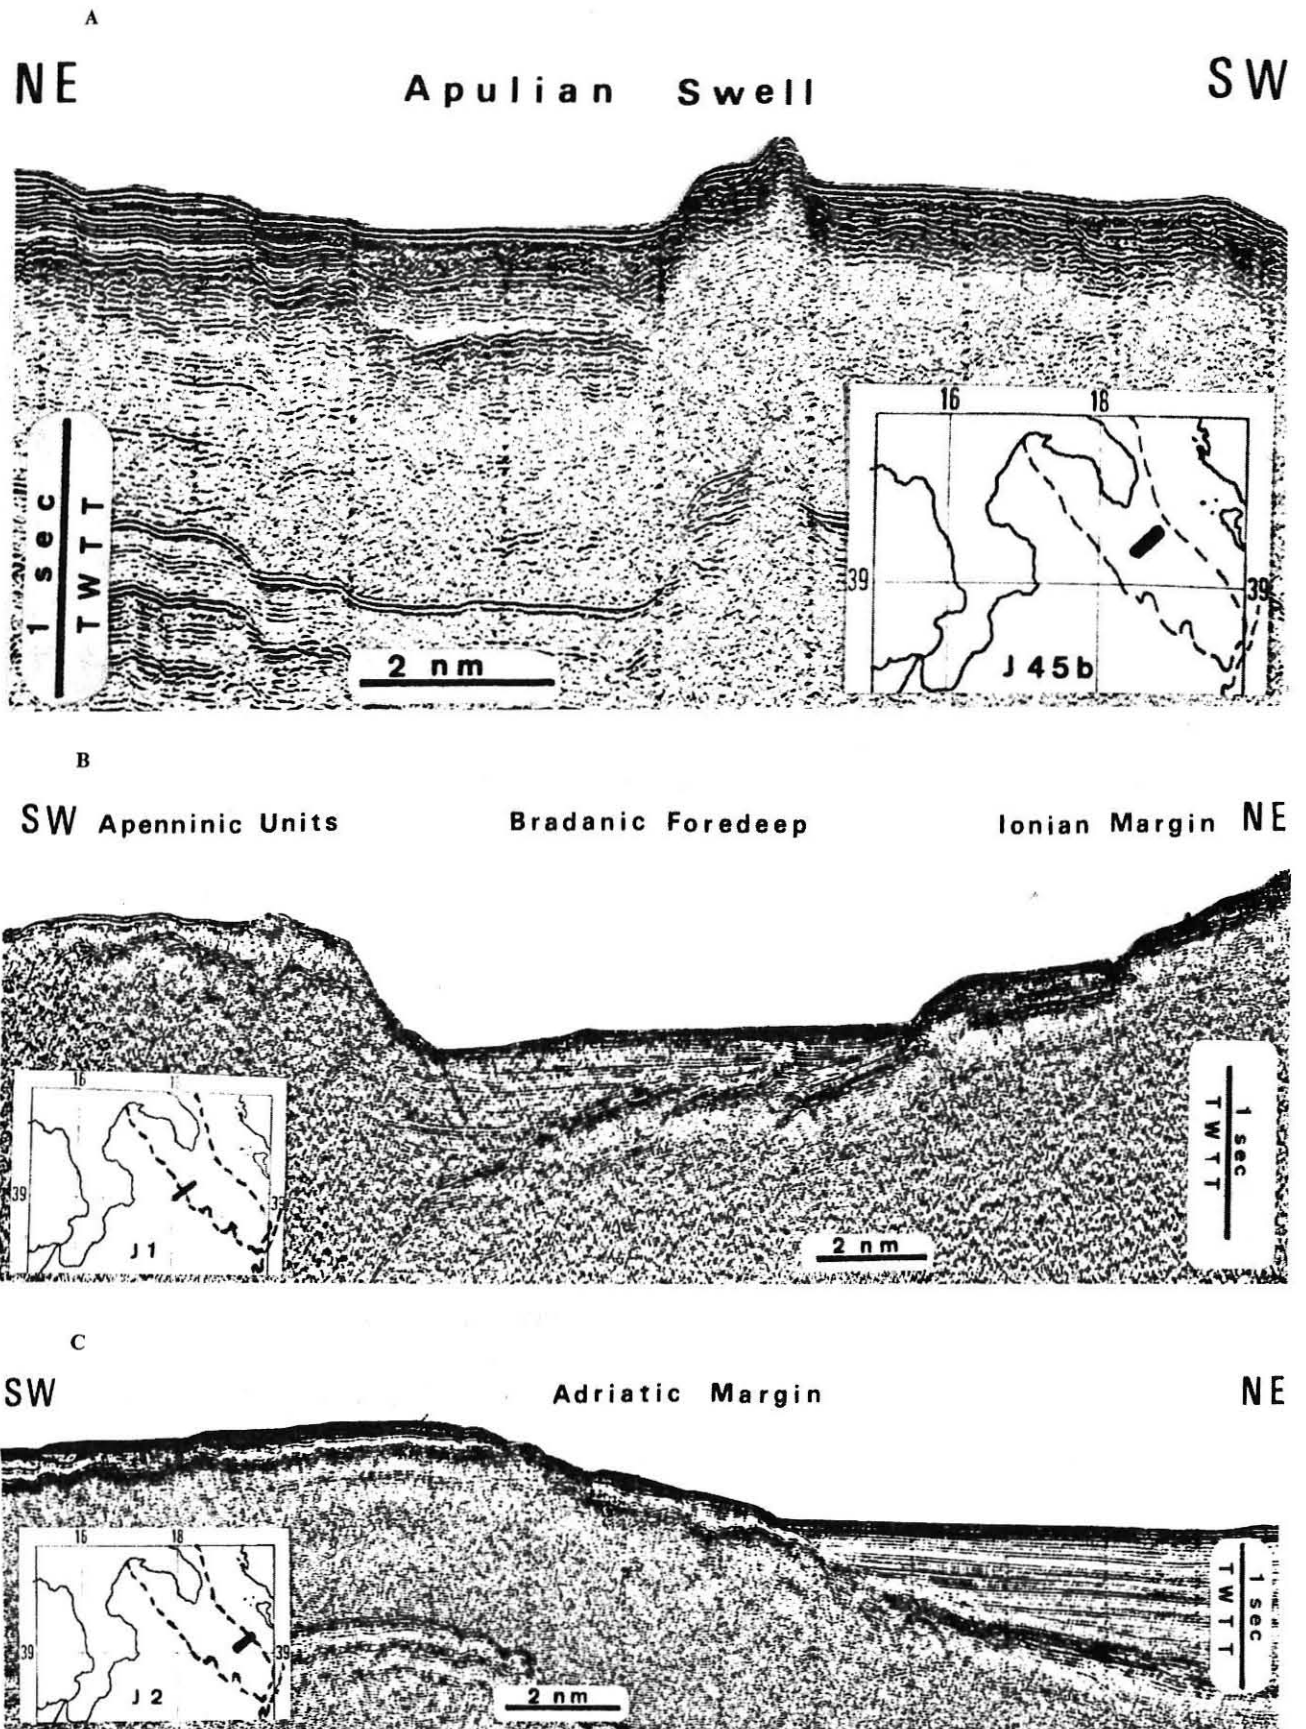 A
NE Apulian Swell SW
1 sec
TWTT
2 nm
16 18
39 39
J 45b
B
SW Apenninic Units Bradanic Foredeep Ionian Margin NE
16
39 39
J 1
2 nm
1 sec
TWTT
C
SW Adriatic Margin NE
16 18
39 39
J 2
2 nm
1 sec
TWTT